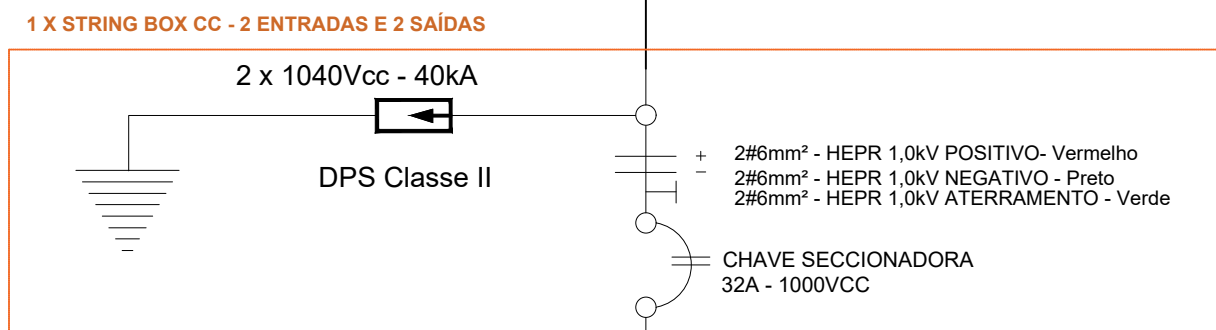 1 X STRING BOX CC - 2 ENTRADAS E 2 SAÍDAS
2 x 1040Vcc - 40kA
DPS Classe II
+ 2#6mm² - HEPR 1,0kV POSITIVO- Vermelho
− 2#6mm² - HEPR 1,0kV NEGATIVO - Preto
2#6mm² - HEPR 1,0kV ATERRAMENTO - Verde
CHAVE SECCIONADORA
32A - 1000VCC